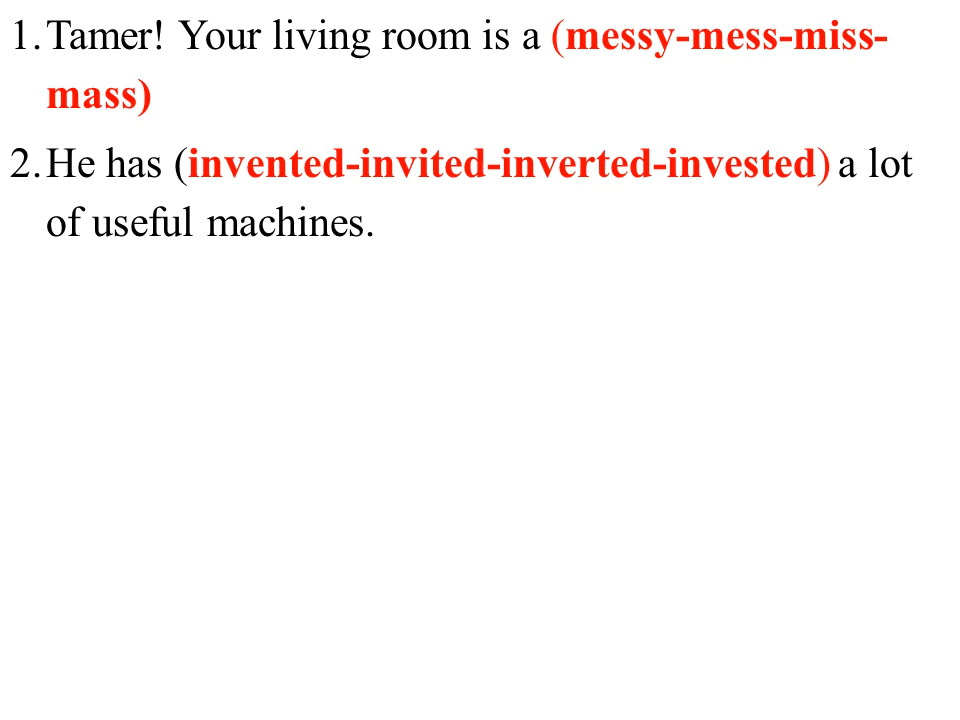 1. Tamer! Your living room is a (messy-mess-miss-
mass)
2. He has (invented-invited-inverted-invested) a lot
of useful machines.